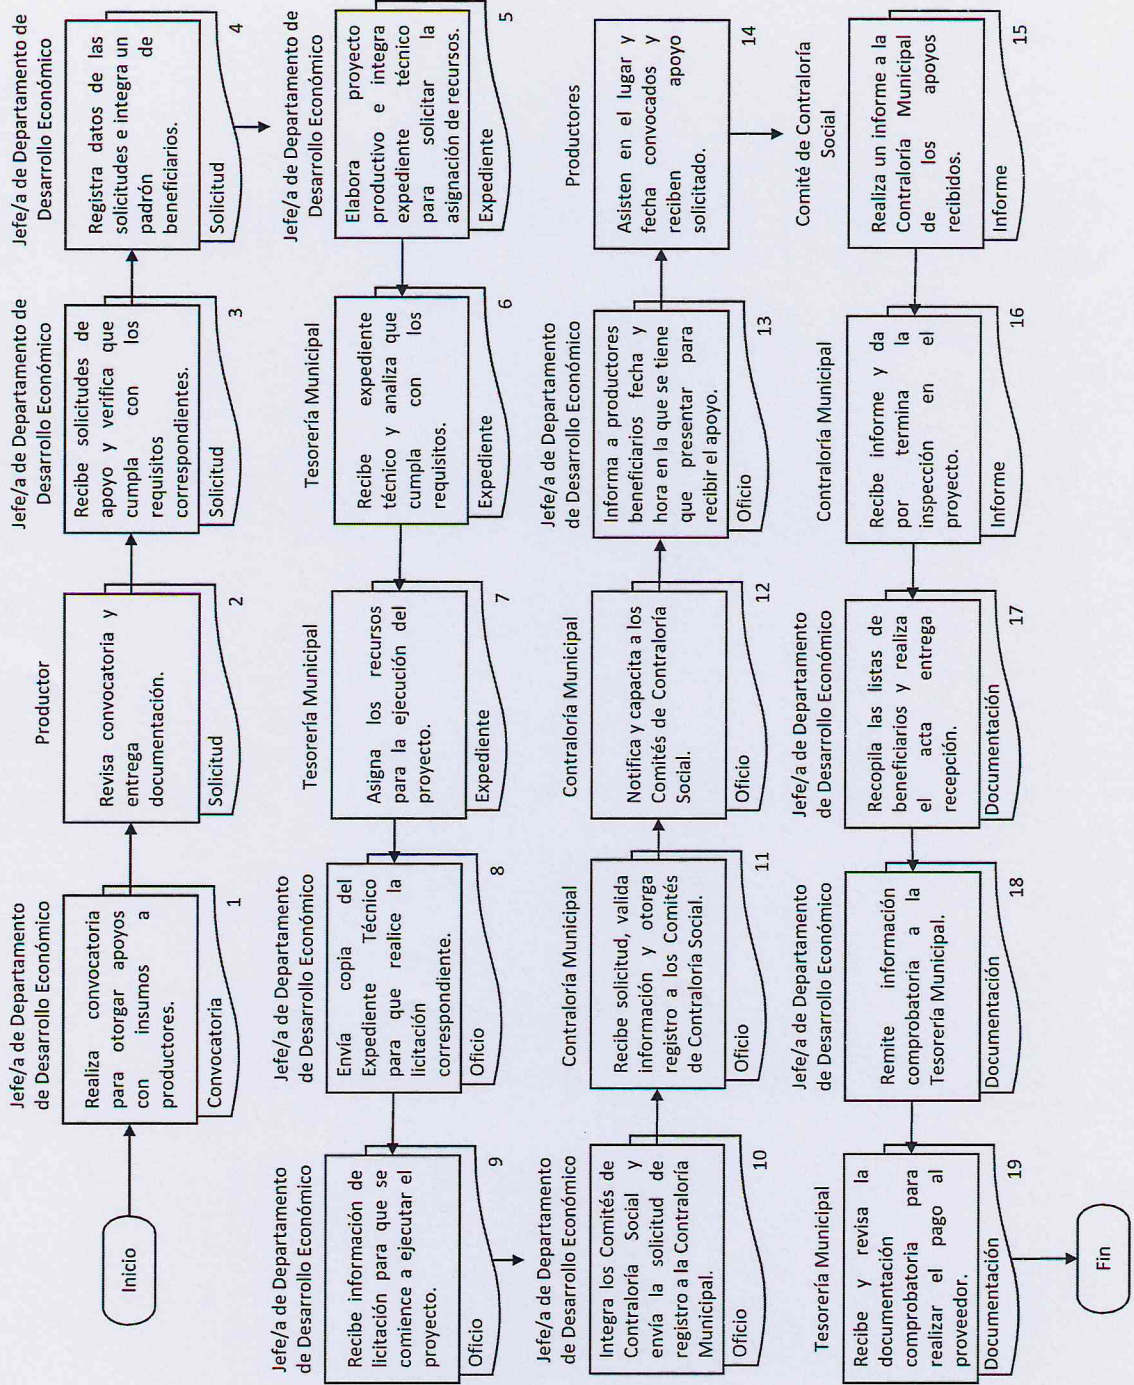 Inicio
Jefe/a de Departamento
de Desarrollo Económico
Realiza convocatoria
para otorgar apoyos
con insumos a
productores.
Convocatoria
1
Productor
Revisa convocatoria y
entrega
documentación.
Solicitud
2
Jefe/a de Departamento de
Desarrollo Económico
Recibe solicitudes de
apoyo y verifica que
cumpla con los
requisitos
correspondientes.
Solicitud
3
Jefe/a de Departamento de
Desarrollo Económico
Registra datos de las
solicitudes e integra un
padrón de
beneficiarios.
Solicitud
4
Jefe/a de Departamento de
Desarrollo Económico
Elabora proyecto
productivo e integra
expediente técnico
para solicitar la
asignación de recursos.
Expediente
5
Tesorería Municipal
Recibe expediente
técnico y analiza que
cumpla con los
requisitos.
Expediente
6
Tesorería Municipal
Asigna los recursos
para la ejecución del
proyecto.
Expediente
7
Jefe/a de Departamento
de Desarrollo Económico
Envía copia del
Expediente Técnico
para que realice la
licitación
correspondiente.
Oficio
8
Jefe/a de Departamento
de Desarrollo Económico
Recibe información de
licitación para que se
comience a ejecutar el
proyecto.
Oficio
9
Jefe/a de Departamento
de Desarrollo Económico
Integra los Comités de
Contraloría Social y
envía la solicitud de
registro a la Contraloría
Municipal.
Oficio
10
Contraloría Municipal
Recibe solicitud, valida
información y otorga
registro a los Comités
de Contraloría Social.
Oficio
11
Contraloría Municipal
Notifica y capacita a los
Comités de Contraloría
Social.
Oficio
12
Jefe/a de Departamento
de Desarrollo Económico
Informa a productores
beneficiarios fecha y
hora en la que se tiene
que presentar para
recibir el apoyo.
Oficio
13
Productores
Asisten en el lugar y
fecha convocados y
reciben apoyo
solicitado.
14
Comité de Contraloría
Social
Realiza un informe a la
Contraloría Municipal
de los apoyos
recibidos.
Informe
15
Contraloría Municipal
Recibe informe y da
por termina la
inspección en el
proyecto.
Informe
16
Jefe/a de Departamento
de Desarrollo Económico
Recopila las listas de
beneficiarios y realiza
el acta entrega
recepción.
Documentación
17
Jefe/a de Departamento
de Desarrollo Económico
Remite información
comprobatoria a la
Tesorería Municipal.
Documentación
18
Tesorería Municipal
Recibe y revisa la
documentación
comprobatoria para
realizar el pago al
proveedor.
Documentación
19
Fin